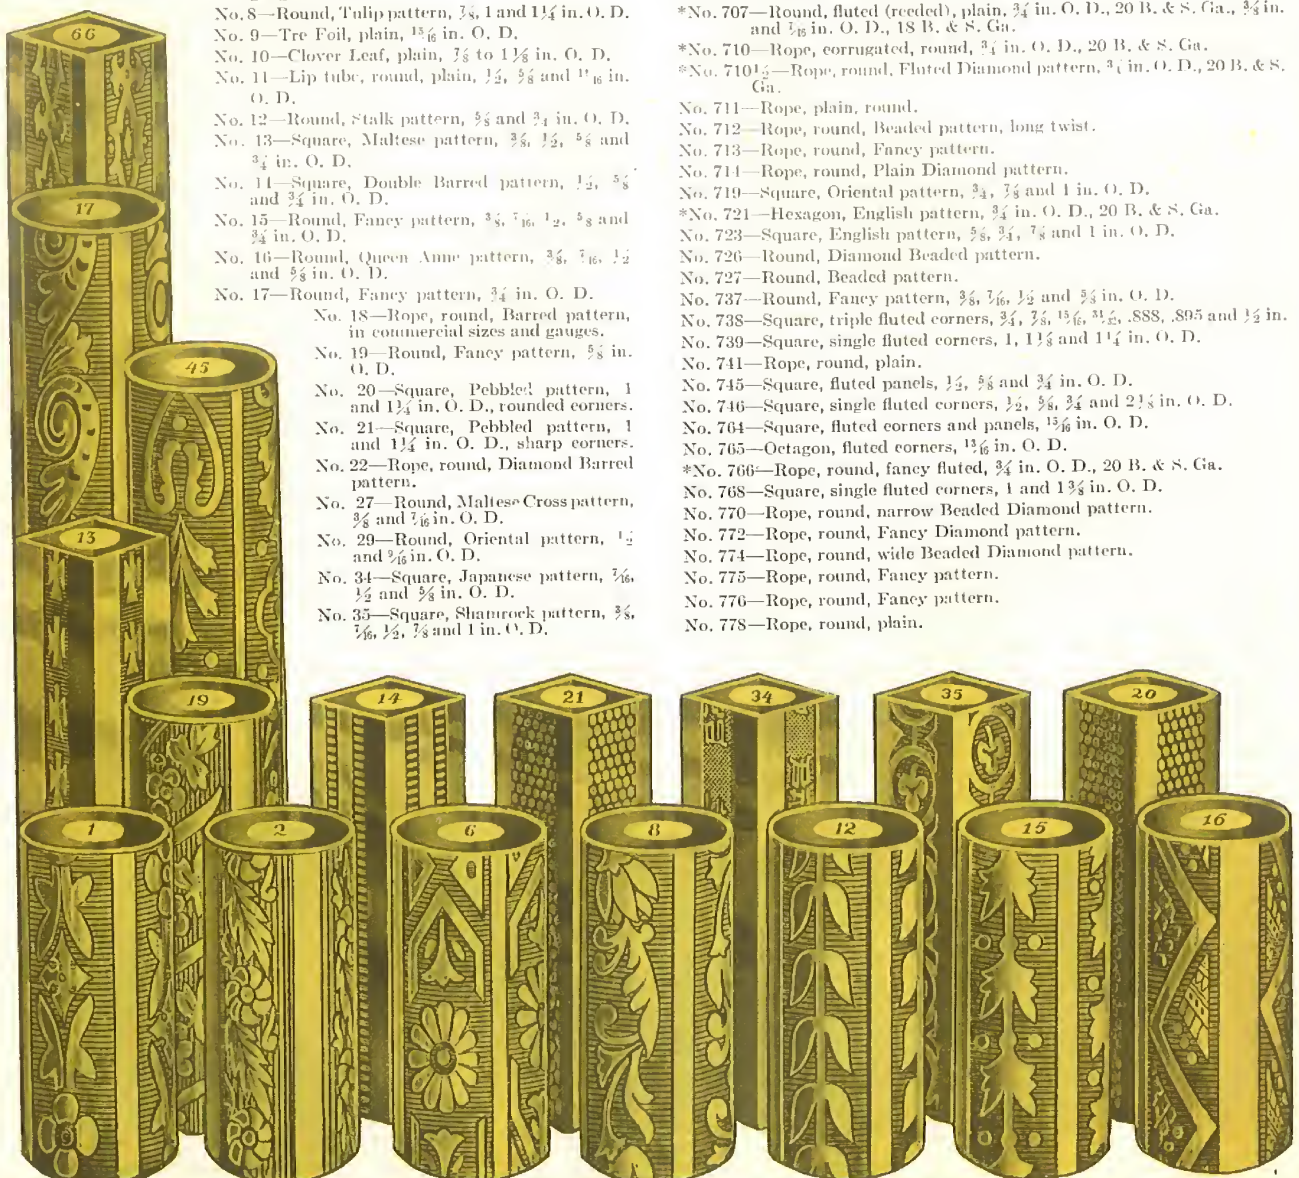 No. 8—Round, Tulip pattern, ⅞, 1 and 1¼ in. O. D.
No. 9—Tre Foil, plain, 13/16 in. O. D.
No. 10—Clover Leaf, plain, ⅞ to 1⅛ in. O. D.
No. 11—Lip tube, round, plain, ½, ⅝ and 11/16 in.
O. D.
No. 12—Round, Stalk pattern, ⅝ and ¾ in. O. D.
No. 13—Square, Maltese pattern, ⅜, ½, ⅝ and
¾ in. O. D.
No. 14—Square, Double Barred pattern, ½, ⅝
and ¾ in. O. D.
No. 15—Round, Fancy pattern, ⅜, 7/16, ½, ⅝ and
¾ in. O. D.
No. 16—Round, Queen Anne pattern, ⅜, 7/16, ½
and ⅝ in. O. D.
No. 17—Round, Fancy pattern, ¾ in. O. D.
No. 18—Rope, round, Barred pattern,
in commercial sizes and gauges.
No. 19—Round, Fancy pattern, ⅝ in.
O. D.
No. 20—Square, Pebbled pattern, 1
and 1¼ in. O. D., rounded corners.
No. 21—Square, Pebbled pattern, 1
and 1¼ in. O. D., sharp corners.
No. 22—Rope, round, Diamond Barred
pattern.
No. 27—Round, Maltese Cross pattern,
⅜ and 7/16 in. O. D.
No. 29—Round, Oriental pattern, ½
and 9/16 in. O. D.
No. 34—Square, Japanese pattern, 7/16,
½ and ⅝ in. O. D.
No. 35—Square, Shamrock pattern, ⅜,
7/16, ½, ⅞ and 1 in. O. D.
*No. 707—Round, fluted (reeded), plain, ¾ in. O. D., 20 B. & S. Ga., ⅜ in.
and 7/16 in. O. D., 18 B. & S. Ga.
*No. 710—Rope, corrugated, round, ¾ in. O. D., 20 B. & S. Ga.
*No. 710½—Rope, round, Fluted Diamond pattern, ¾ in. O. D., 20 B. & S.
Ga.
No. 711—Rope, plain, round.
No. 712—Rope, round, Beaded pattern, long twist.
No. 713—Rope, round, Fancy pattern.
No. 714—Rope, round, Plain Diamond pattern.
No. 719—Square, Oriental pattern, ¾, ⅞ and 1 in. O. D.
*No. 721—Hexagon, English pattern, ¾ in. O. D., 20 B. & S. Ga.
No. 723—Square, English pattern, ⅝, ¾, ⅞ and 1 in. O. D.
No. 726—Round, Diamond Beaded pattern.
No. 727—Round, Beaded pattern.
No. 737—Round, Fancy pattern, ⅜, 7/16, ½ and ⅝ in. O. D.
No. 738—Square, triple fluted corners, ¾, ⅞, 15/16, 31/32, .888, .895 and ½ in.
No. 739—Square, single fluted corners, 1, 1⅛ and 1¼ in. O. D.
No. 741—Rope, round, plain.
No. 745—Square, fluted panels, ½, ⅝ and ¾ in. O. D.
No. 746—Square, single fluted corners, ½, ⅝, ¾ and 2⅛ in. O. D.
No. 764—Square, fluted corners and panels, 13/16 in. O. D.
No. 765—Octagon, fluted corners, 13/16 in. O. D.
*No. 766—Rope, round, fancy fluted, ¾ in. O. D., 20 B. & S. Ga.
No. 768—Square, single fluted corners, 1 and 1⅜ in. O. D.
No. 770—Rope, round, narrow Beaded Diamond pattern.
No. 772—Rope, round, Fancy Diamond pattern.
No. 774—Rope, round, wide Beaded Diamond pattern.
No. 775—Rope, round, Fancy pattern.
No. 776—Rope, round, Fancy pattern.
No. 778—Rope, round, plain.
66
17
45
13
19
14
21
34
35
20
1
2
6
8
12
15
16